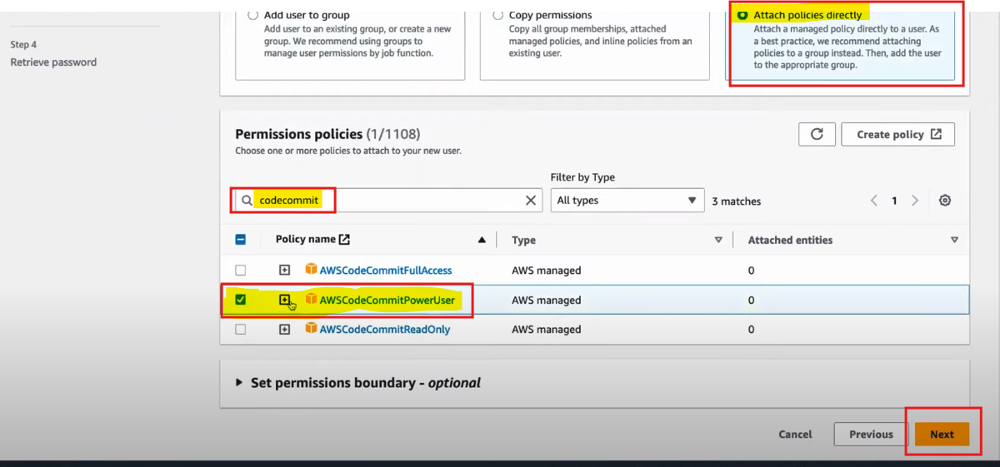 Step 4
Retrieve password
Add user to group
Add user to an existing group, or create a new
group. We recommend using groups to
manage user permissions by job function.
Copy permissions
Copy all group memberships, attached
managed policies, and inline policies from an
existing user.
Attach policies directly
Attach a managed policy directly to a user. As
a best practice, we recommend attaching
policies to a group instead. Then, add the user
to the appropriate group.
Permissions policies (1/1108)
Choose one or more policies to attach to your new user.
Create policy
Filter by Type
codecommit
All types
3 matches
1
Policy name
Type
Attached entities
AWSCodeCommitFullAccess
AWS managed
0
AWSCodeCommitPowerUser
AWS managed
0
AWSCodeCommitReadOnly
AWS managed
0
Set permissions boundary - optional
Cancel
Previous
Next